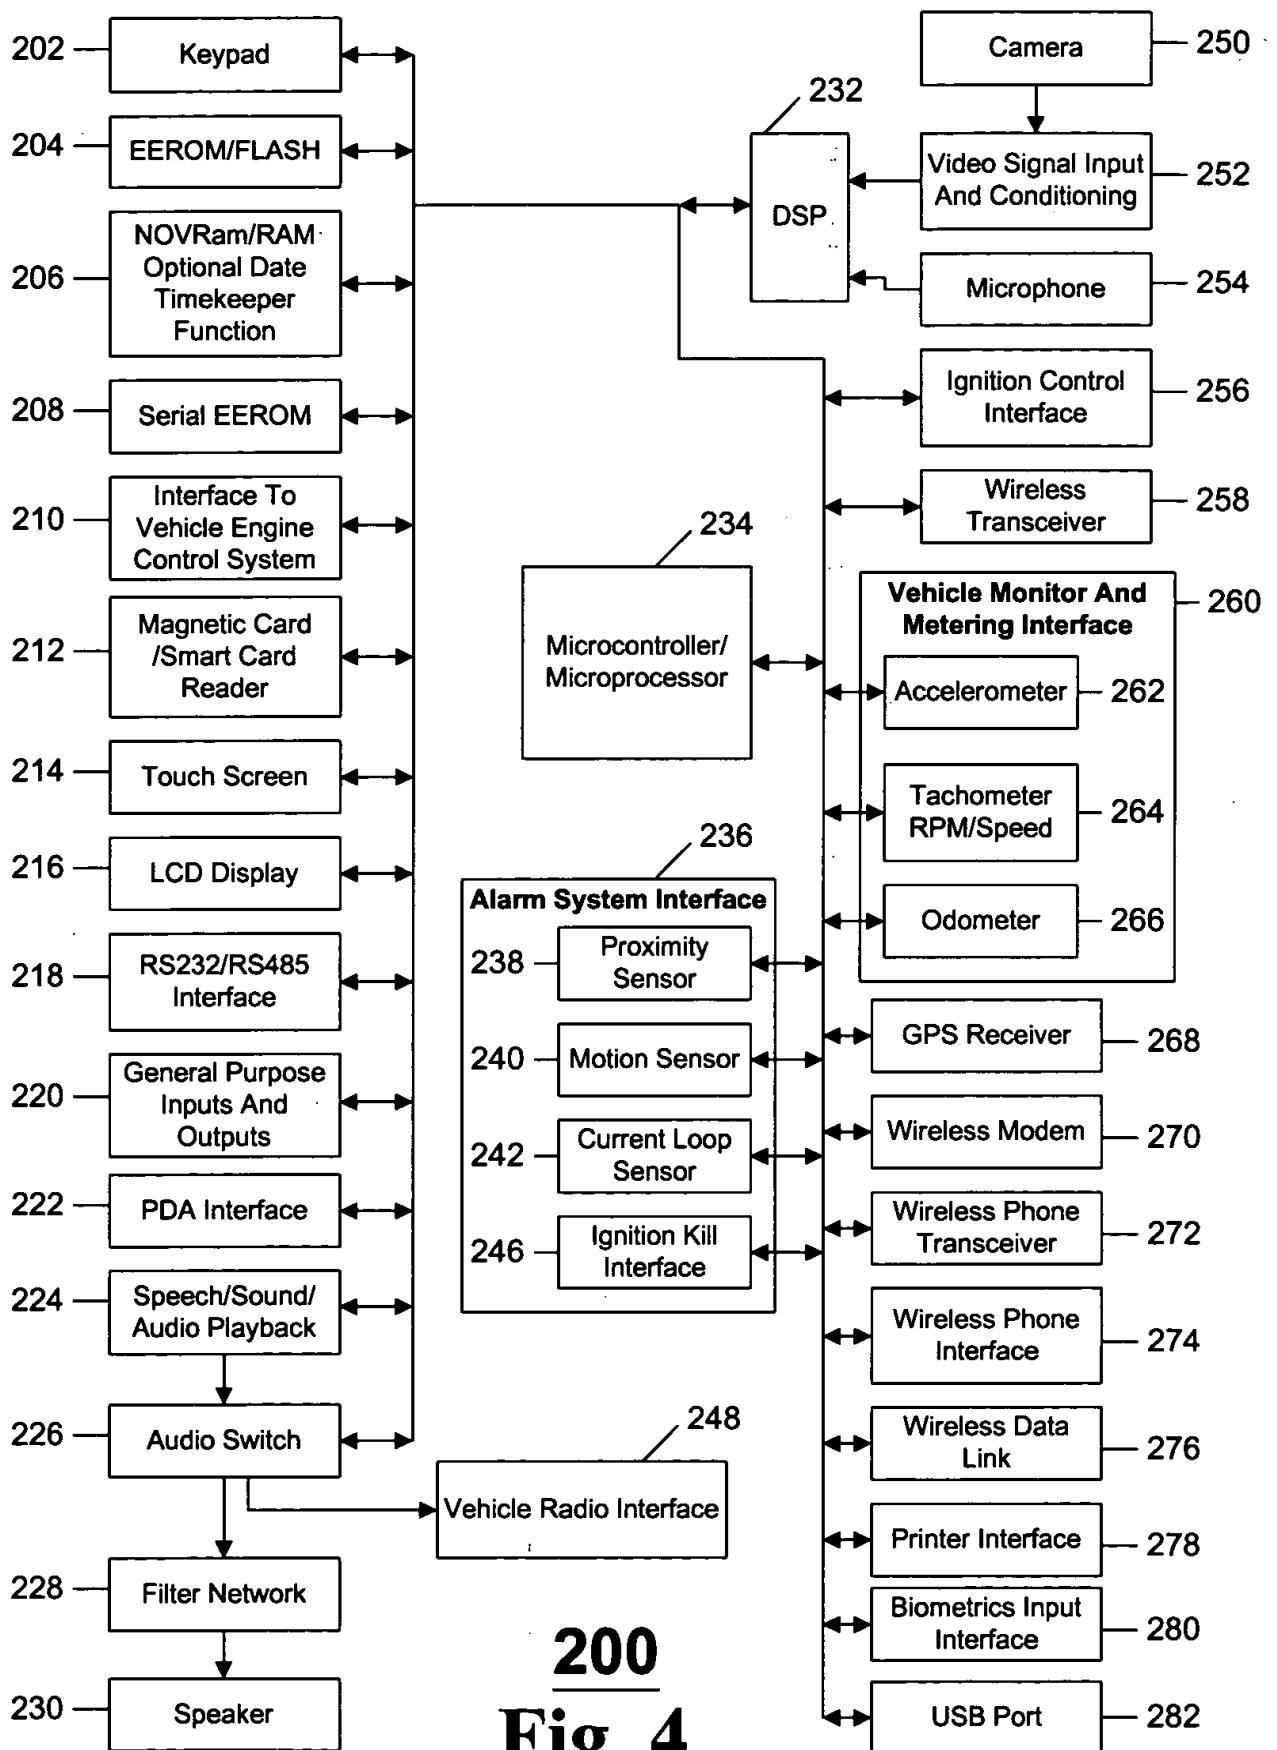 202
Keypad
204
EEROM/FLASH
206
NOVRam/RAM
Optional Date
Timekeeper
Function
208
Serial EEROM
210
Interface To
Vehicle Engine
Control System
212
Magnetic Card
/Smart Card
Reader
214
Touch Screen
216
LCD Display
218
RS232/RS485
Interface
220
General Purpose
Inputs And
Outputs
222
PDA Interface
224
Speech/Sound/
Audio Playback
226
Audio Switch
228
Filter Network
230
Speaker
232
DSP
234
Microcontroller/
Microprocessor
236
Alarm System Interface
238
Proximity
Sensor
240
Motion Sensor
242
Current Loop
Sensor
246
Ignition Kill
Interface
248
Vehicle Radio Interface
Camera
250
Video Signal Input
And Conditioning
252
Microphone
254
Ignition Control
Interface
256
Wireless
Transceiver
258
Vehicle Monitor And
Metering Interface
260
Accelerometer
262
Tachometer
RPM/Speed
264
Odometer
266
GPS Receiver
268
Wireless Modem
270
Wireless Phone
Transceiver
272
Wireless Phone
Interface
274
Wireless Data
Link
276
Printer Interface
278
Biometrics Input
Interface
280
USB Port
282
200
Fig 4